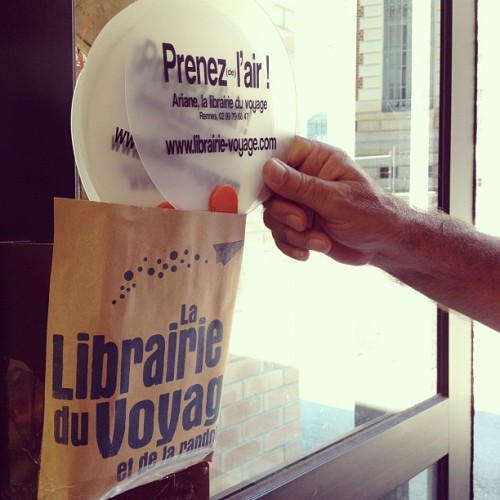 Prenez (de) l'air !
Ariane, la librairie du voyage
Rennes, 02 99 79 68 47
www.librairie-voyage.com
www.
La
Librairie
du Voyag
et de la rando